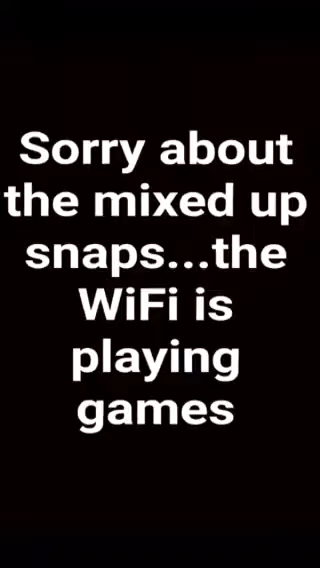 Sorry about
the mixed up
snaps...the
WiFi is
playing
games